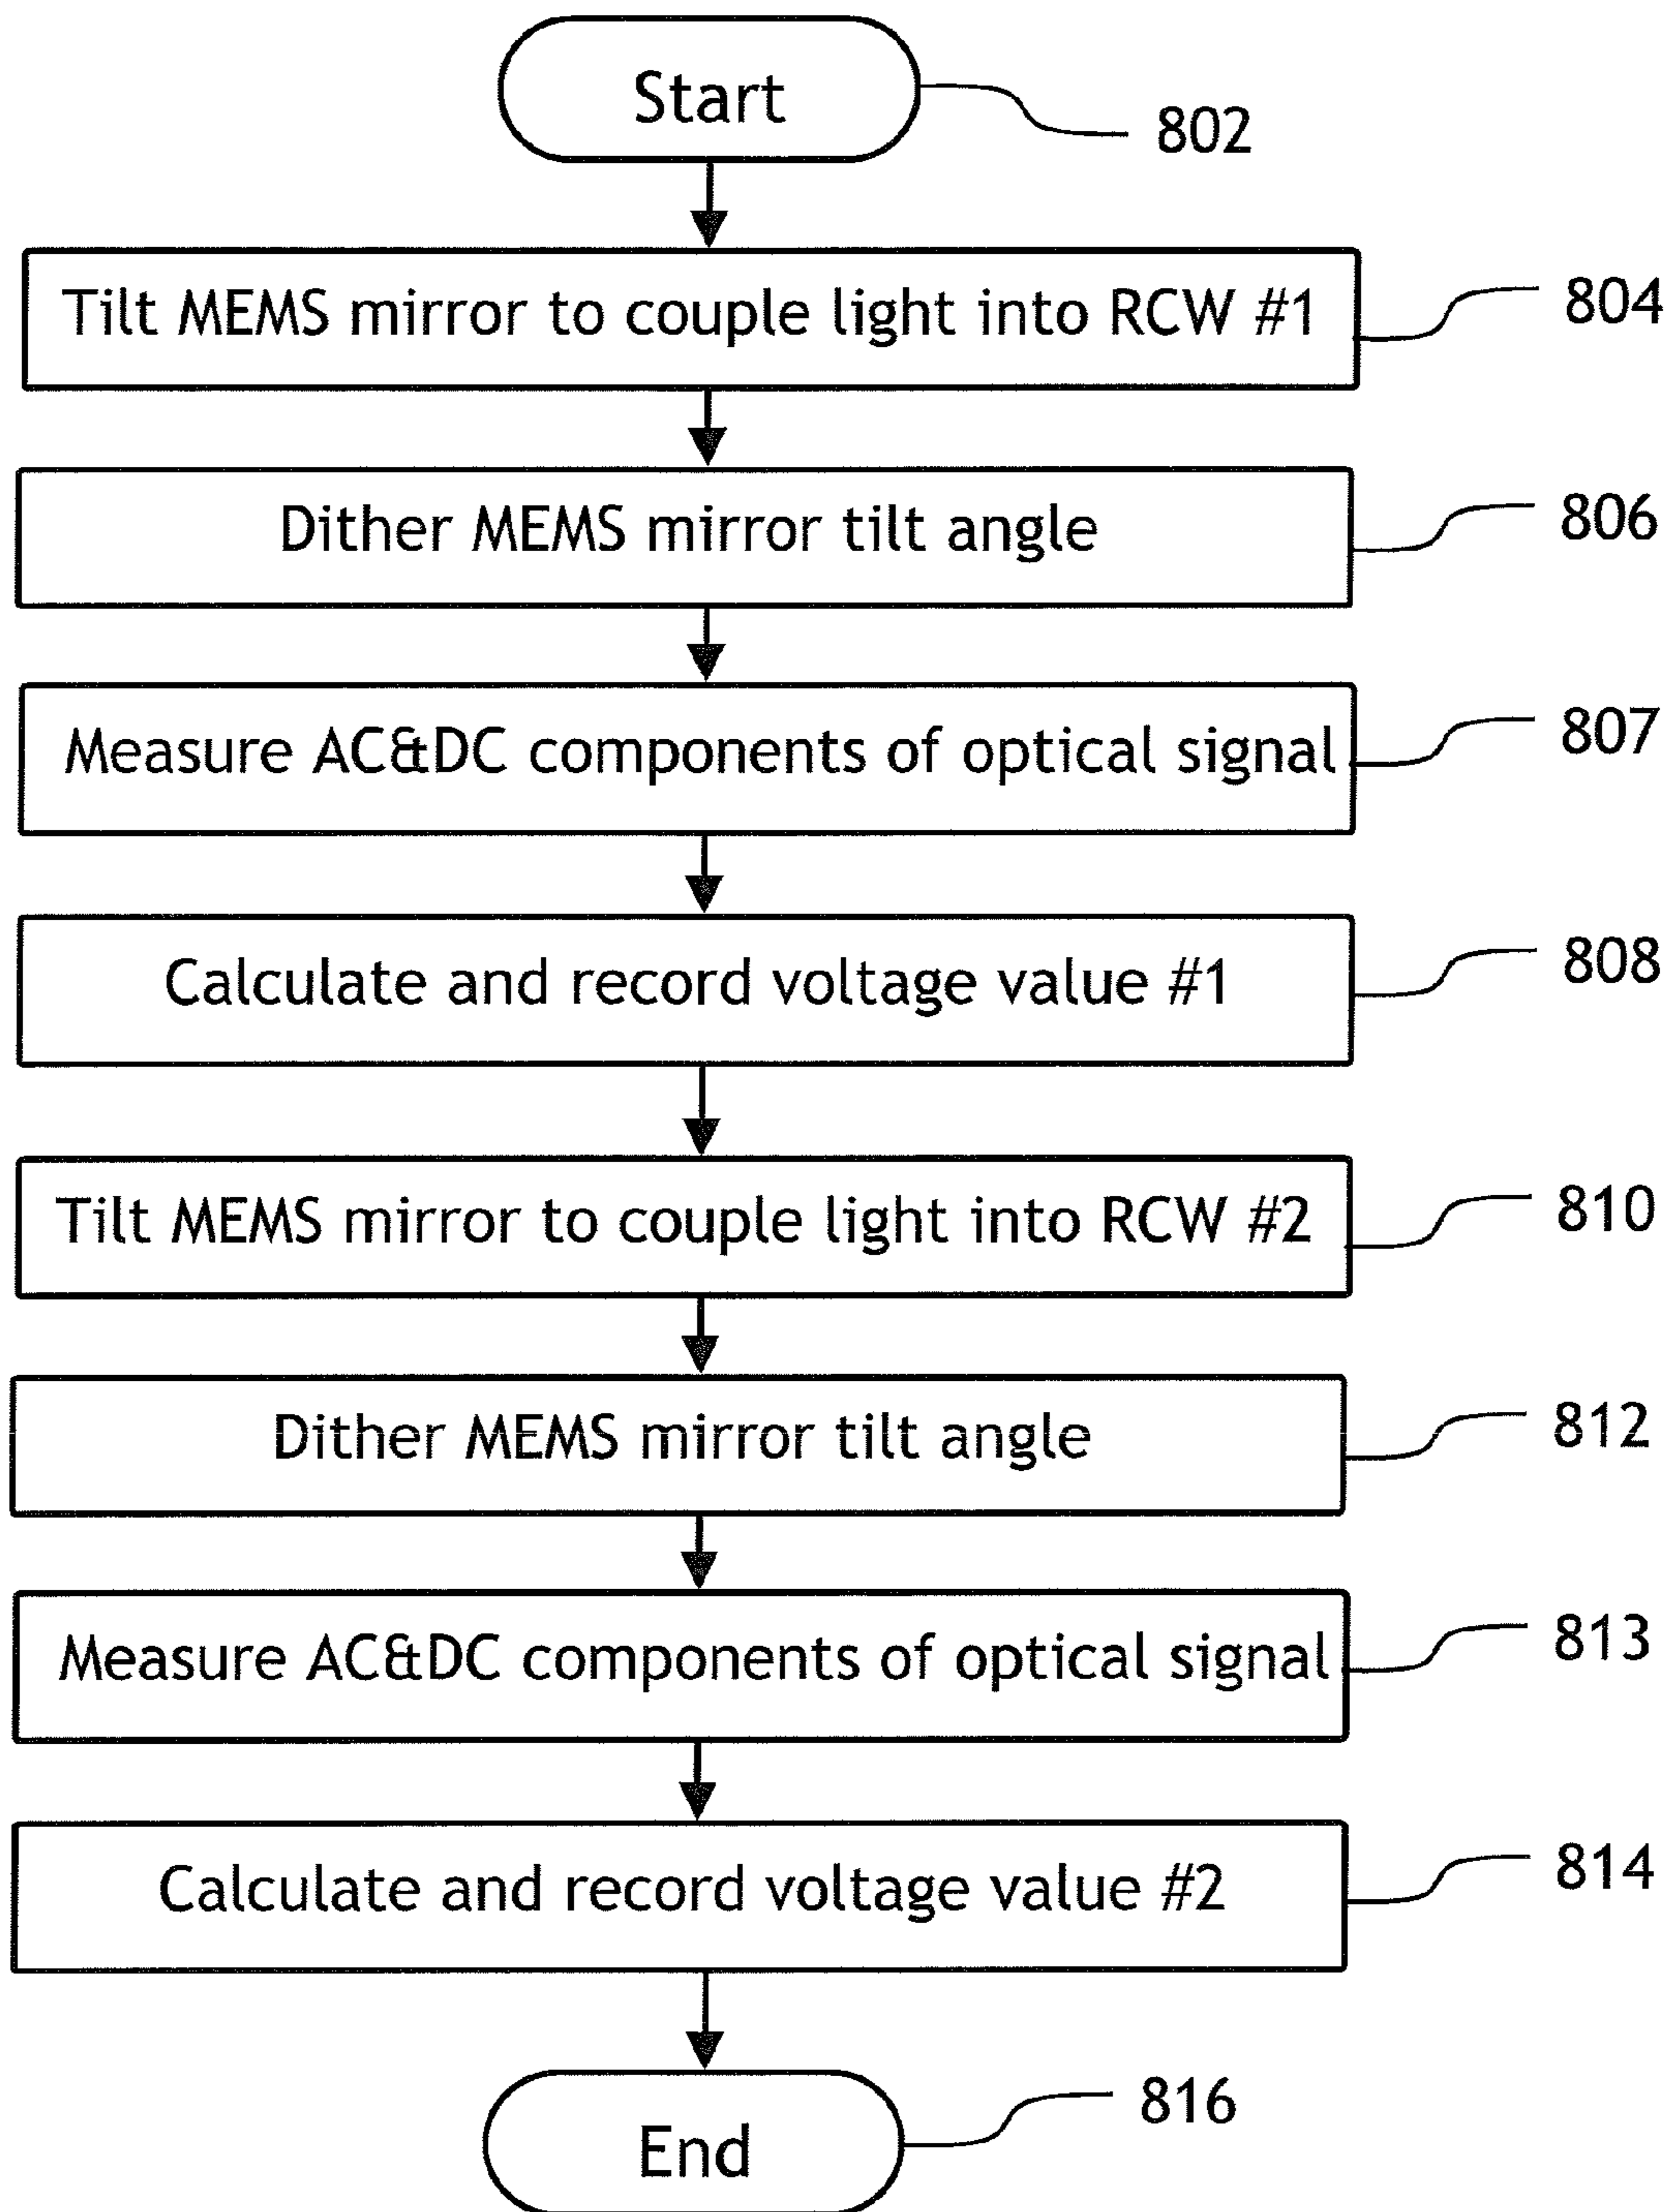 Start
802
Tilt MEMS mirror to couple light into RCW #1
804
Dither MEMS mirror tilt angle
806
Measure AC&DC components of optical signal
807
Calculate and record voltage value #1
808
Tilt MEMS mirror to couple light into RCW #2
810
Dither MEMS mirror tilt angle
812
Measure AC&DC components of optical signal
813
Calculate and record voltage value #2
814
End
816